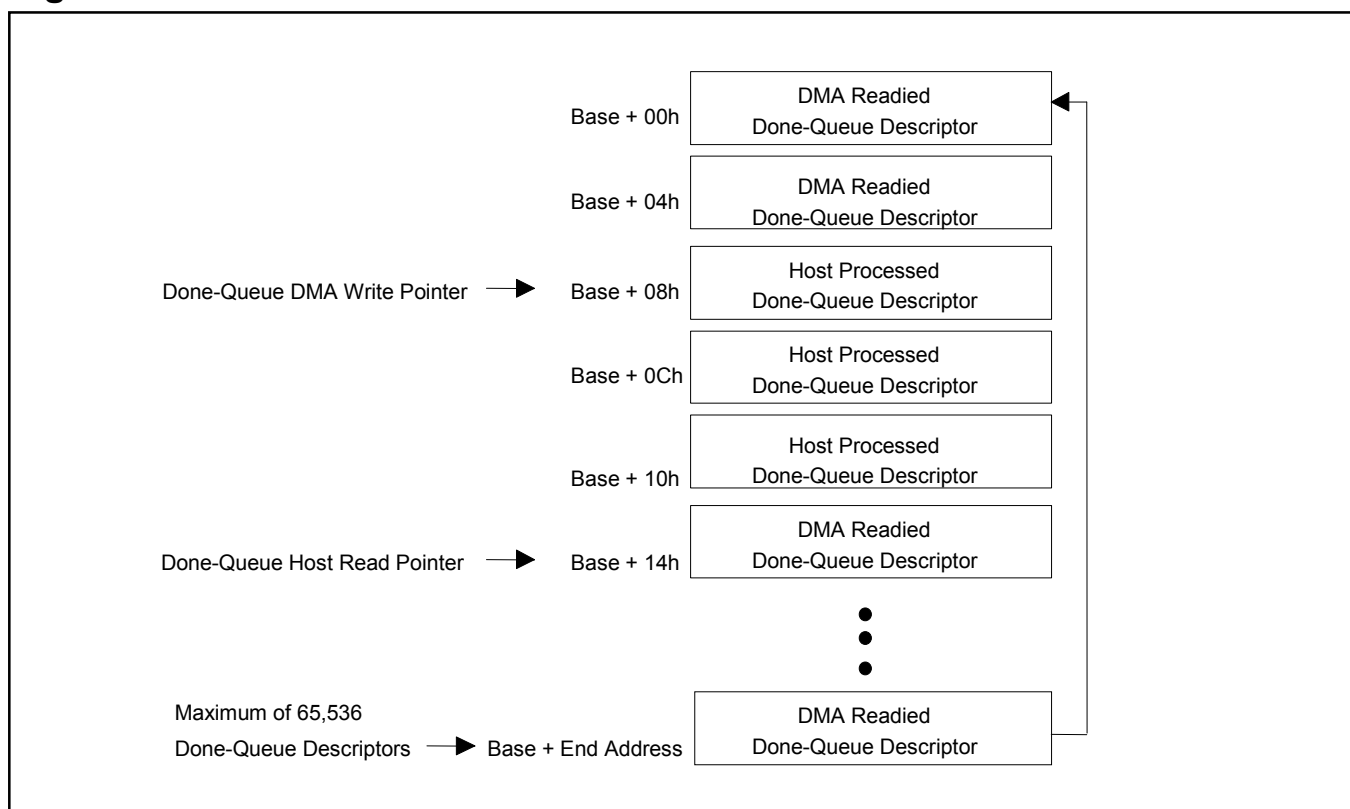 Base + 00h
DMA Readied
Done-Queue Descriptor
Base + 04h
DMA Readied
Done-Queue Descriptor
Done-Queue DMA Write Pointer
Base + 08h
Host Processed
Done-Queue Descriptor
Base + 0Ch
Host Processed
Done-Queue Descriptor
Base + 10h
Host Processed
Done-Queue Descriptor
Done-Queue Host Read Pointer
Base + 14h
DMA Readied
Done-Queue Descriptor
Maximum of 65,536
Done-Queue Descriptors
Base + End Address
DMA Readied
Done-Queue Descriptor